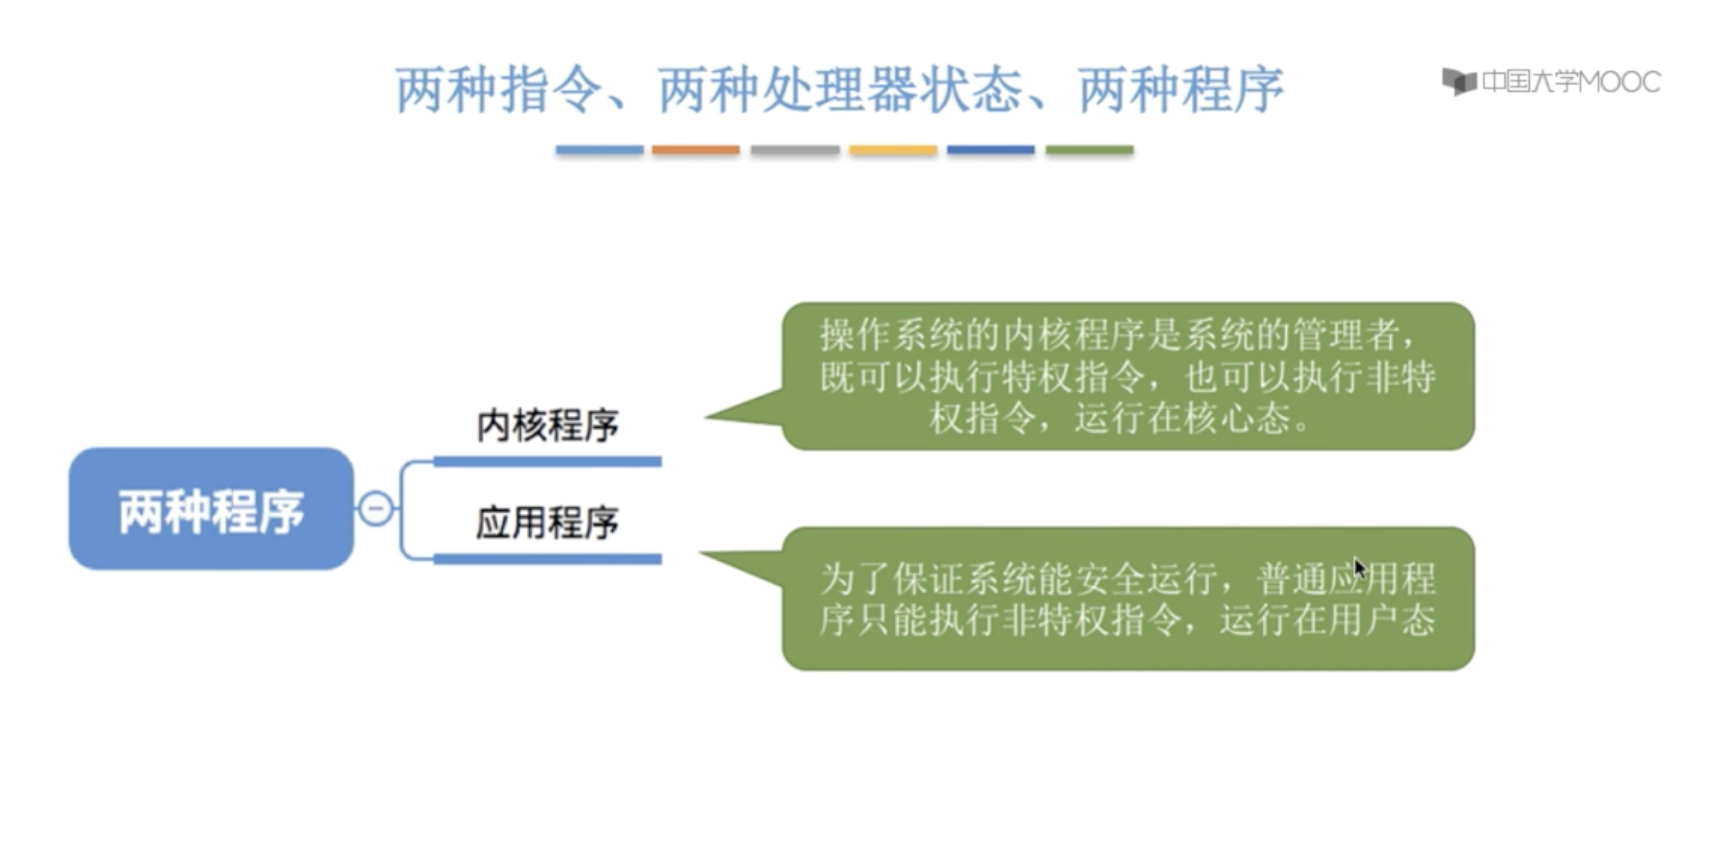 两种指令、两种处理器状态、两种程序
中国大学MOOC
操作系统的内核程序是系统的管理者，
既可以执行特权指令，也可以执行非特
权指令，运行在核心态。
内核程序
两种程序
应用程序
为了保证系统能安全运行，普通应用程
序只能执行非特权指令，运行在用户态